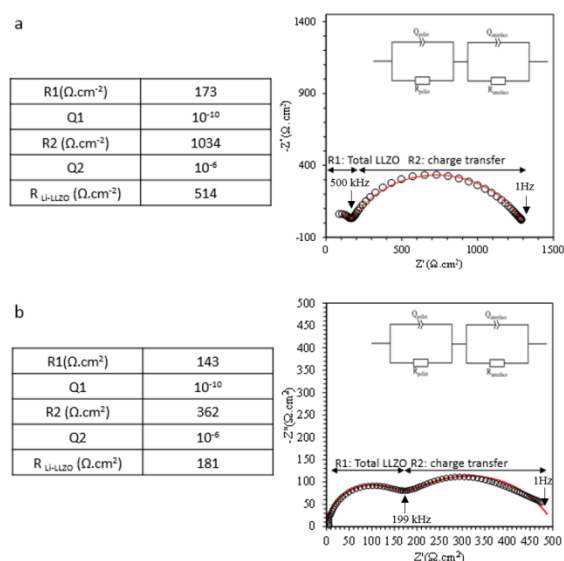 a
R1(Ω.cm⁻²) 173
Q1 10⁻¹⁰
R2 (Ω.cm⁻²) 1034
Q2 10⁻⁶
R Li-LLZO (Ω.cm⁻²) 514
-Z''(Ω.cm²)
1400
900
400
-100
Qpellet
Qinterface
Rpellet
Rinterface
R1: Total LLZO R2: charge transfer
500 kHz
1Hz
500
1000
1500
Z'(Ω.cm²)
b
R1(Ω.cm²) 143
Q1 10⁻¹⁰
R2 (Ω.cm²) 362
Q2 10⁻⁶
R Li-LLZO (Ω.cm²) 181
-Z''(Ω.cm²)
500
450
400
350
300
250
200
150
100
50
0
Qpellet
Qinterface
Rpellet
Rinterface
R1: Total LLZO R2: charge transfer
1Hz
199 kHz
0 50 100 150 200 250 300 350 400 450 500
Z'(Ω.cm²)